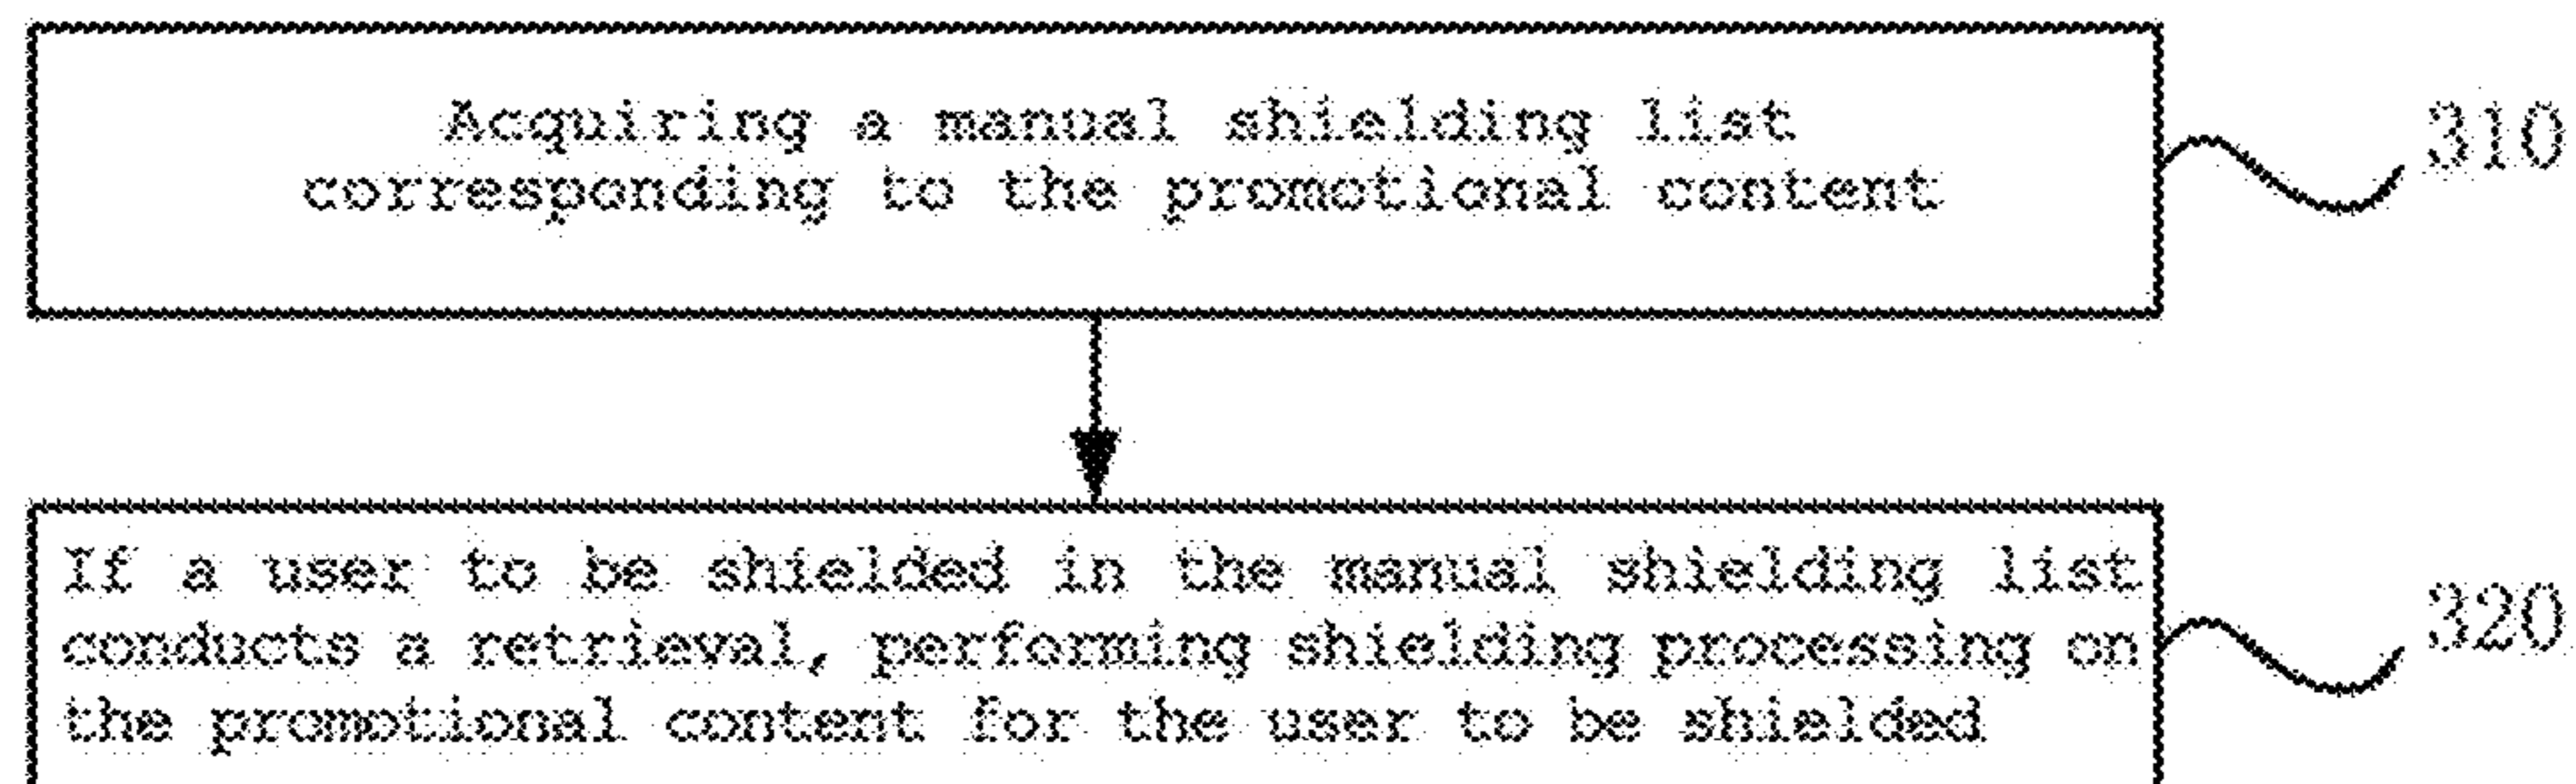 Acquiring a manual shielding list
corresponding to the promotional content
310
If a user to be shielded in the manual shielding list
conducts a retrieval, performing shielding processing on
the promotional content for the user to be shielded
320